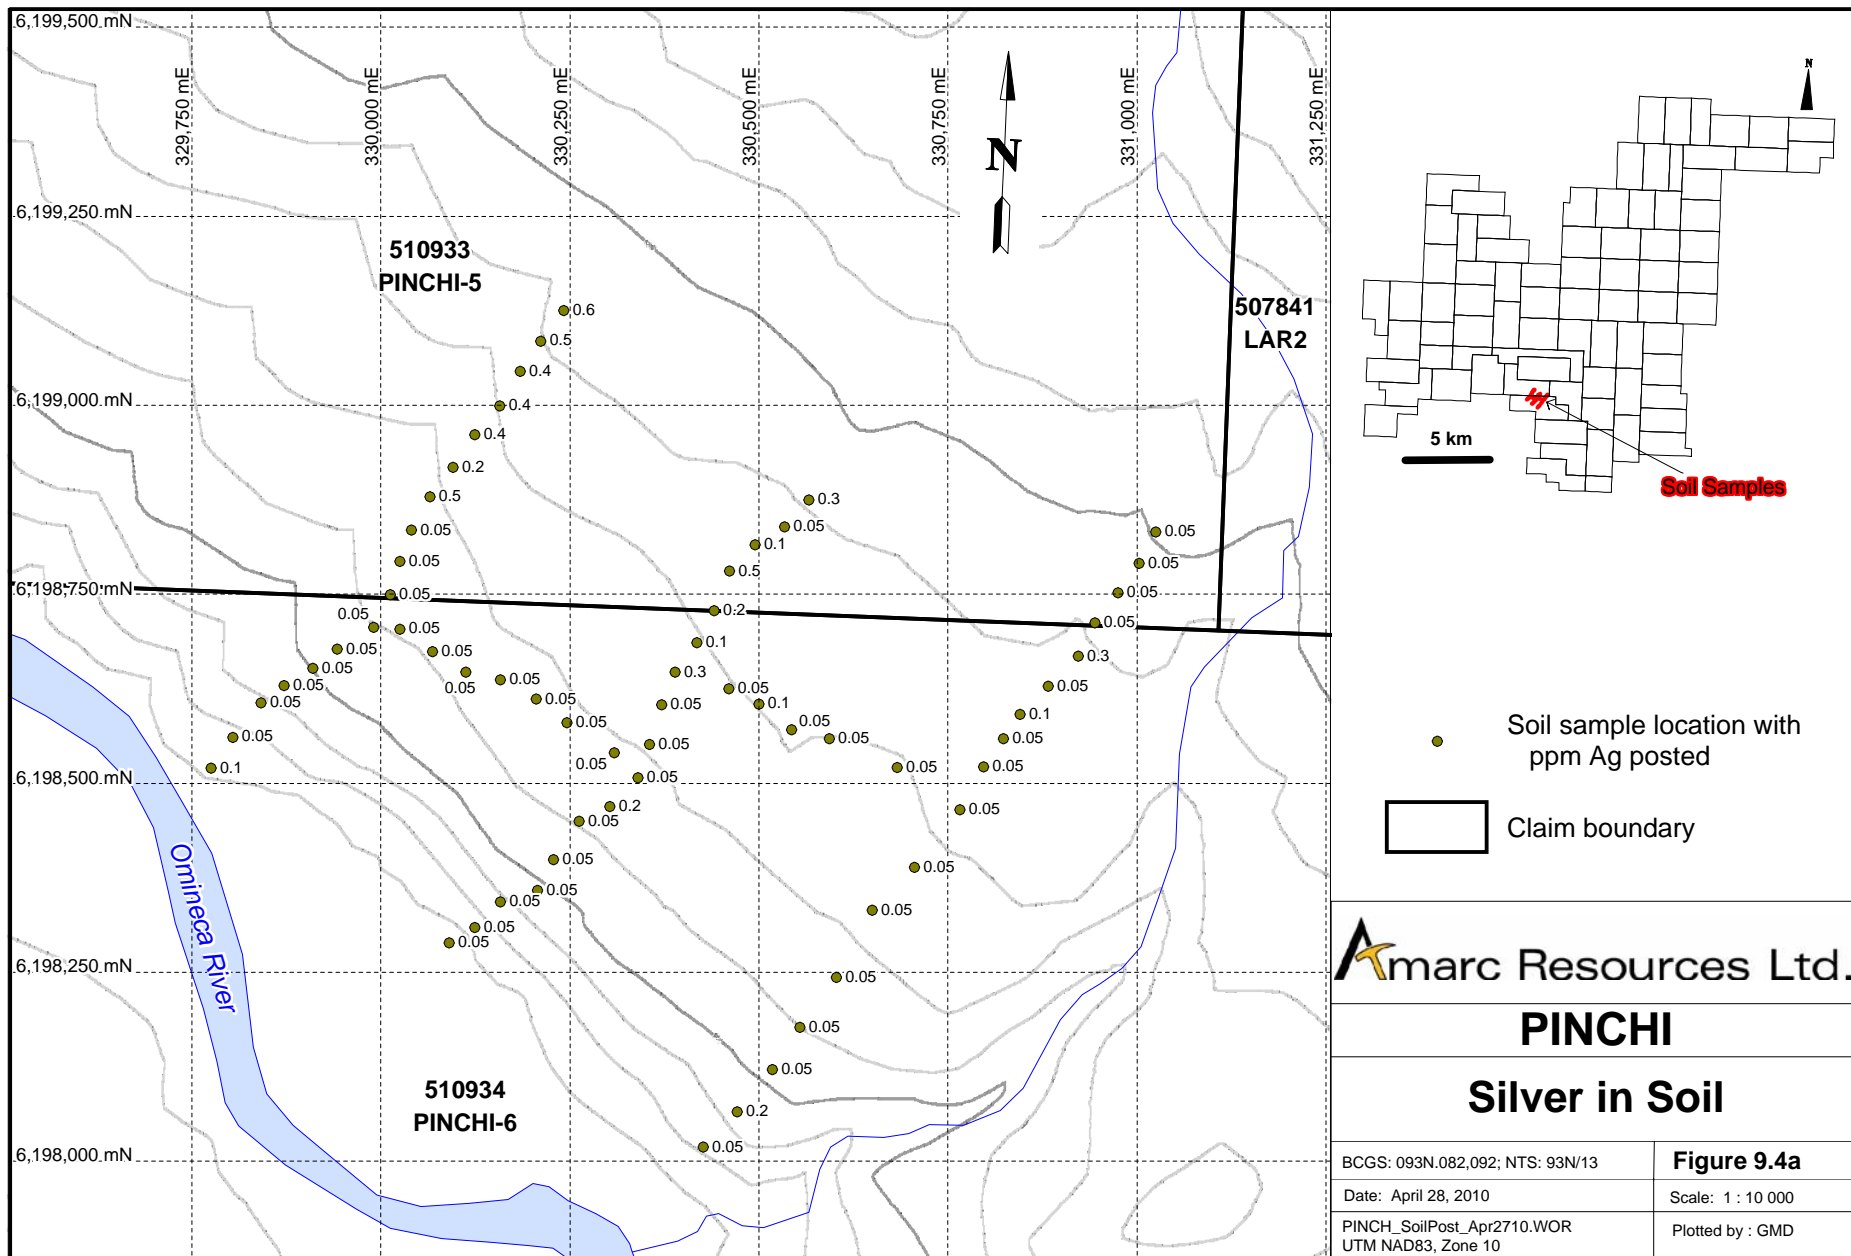 6,199,500 mN
329,750 mE
330,000 mE
330,250 mE
330,500 mE
330,750 mE
331,000 mE
331,250 mE
N
N
6,199,250 mN
510933
PINCHI-5
507841
LAR2
0.6
0.5
0.4
6,199,000 mN
0.4
0.4
0.2
0.5
0.3
0.05
0.05
0.05
0.1
0.05
0.05
0.5
6,198,750 mN
0.05
0.05
0.2
0.05
0.05
0.05
0.1
0.05
0.05
0.3
0.05
0.3
0.05
0.05
0.05
0.05
0.05
0.05
0.05
0.05
0.1
0.1
0.05
0.05
0.05
0.05
0.05
0.05
0.05
0.1
0.05
0.05
0.05
6,198,500 mN
0.05
0.2
0.05
0.05
0.05
0.05
0.05
0.05
0.05
0.05
0.05
6,198,250 mN
0.05
0.05
0.05
0.2
0.05
6,198,000 mN
Omineca River
510934
PINCHI-6
5 km
Soil Samples
Soil sample location with
ppm Ag posted
Claim boundary
Amarc Resources Ltd.
PINCHI
Silver in Soil
BCGS: 093N.082,092; NTS: 93N/13
Figure 9.4a
Date: April 28, 2010
Scale: 1 : 10 000
PINCH_SoilPost_Apr2710.WOR
UTM NAD83, Zone 10
Plotted by : GMD